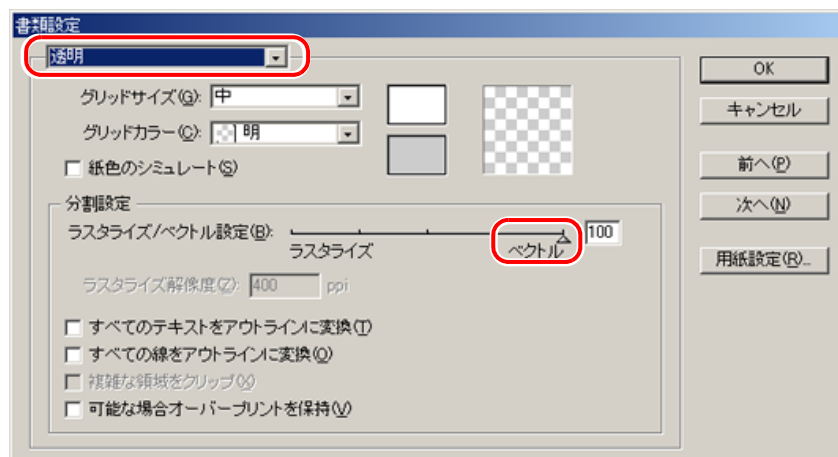 書類設定
透明
OK
グリッドサイズ(G): 中
キャンセル
グリッドカラー(C): 明
紙色のシミュレート(S)
前へ(P)
分割設定
次へ(N)
ラスタライズ/ベクトル設定(B): 100
ラスタライズ ベクトル
用紙設定(R)...
ラスタライズ解像度(Z): 400 ppi
すべてのテキストをアウトラインに変換(T)
すべての線をアウトラインに変換(O)
複雑な領域をクリップ(X)
可能な場合オーバープリントを保持(V)